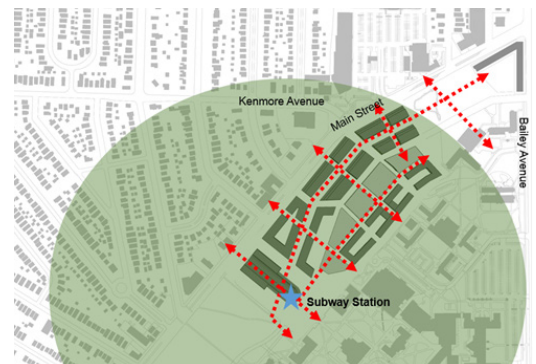 Kenmore Avenue
Main Street
Bailey Avenue
Subway Station